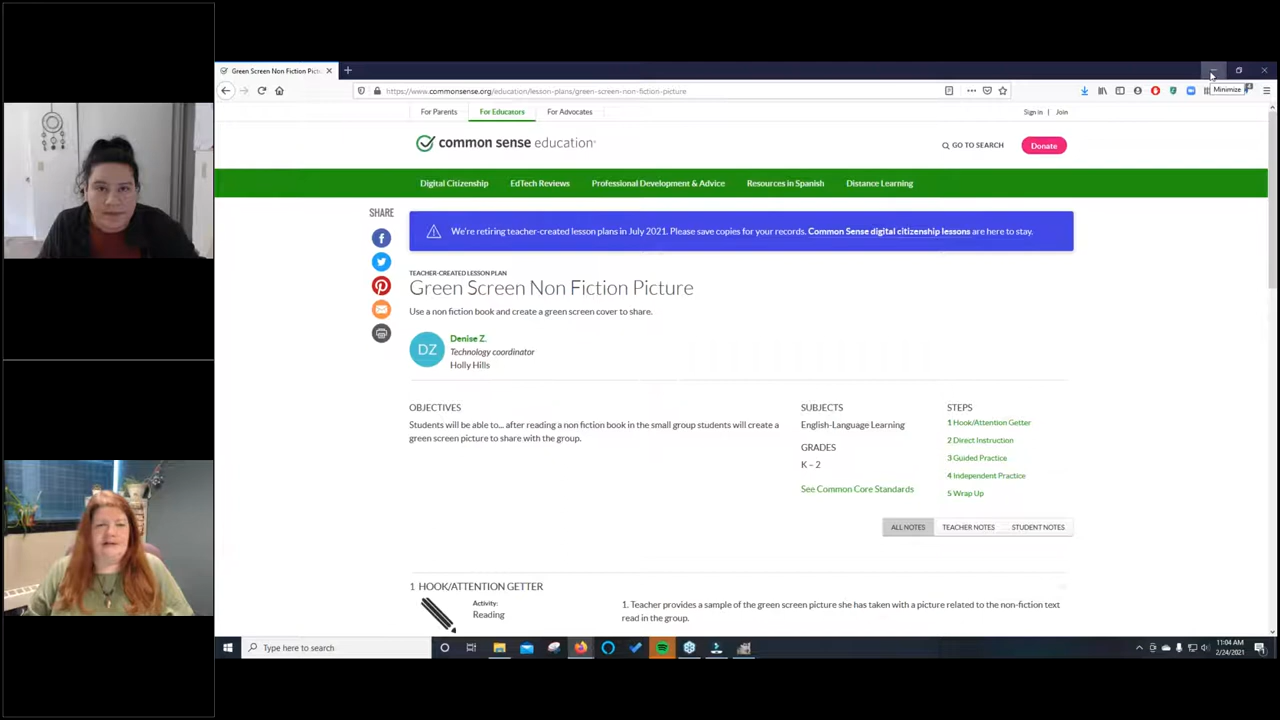 Green Screen Non Fiction Pictu
Minimize
https://www.commonsense.org/education/lesson-plans/green-screen-non-fiction-picture
For Parents
For Educators
For Advocates
Sign in | Join
common sense education
GO TO SEARCH
Donate
Digital Citizenship
EdTech Reviews
Professional Development & Advice
Resources in Spanish
Distance Learning
SHARE
We're retiring teacher-created lesson plans in July 2021. Please save copies for your records. Common Sense digital citizenship lessons are here to stay.
TEACHER-CREATED LESSON PLAN
Green Screen Non Fiction Picture
Use a non fiction book and create a green screen cover to share.
DZ
Denise Z.
Technology coordinator
Holly Hills
OBJECTIVES
Students will be able to... after reading a non fiction book in the small group students will create a
green screen picture to share with the group.
SUBJECTS
English-Language Learning
GRADES
K – 2
See Common Core Standards
STEPS
1 Hook/Attention Getter
2 Direct Instruction
3 Guided Practice
4 Independent Practice
5 Wrap Up
ALL NOTES
TEACHER NOTES
STUDENT NOTES
1 HOOK/ATTENTION GETTER
Activity:
Reading
1. Teacher provides a sample of the green screen picture she has taken with a picture related to the non-fiction text
read in the group.
Type here to search
11:04 AM
2/24/2021